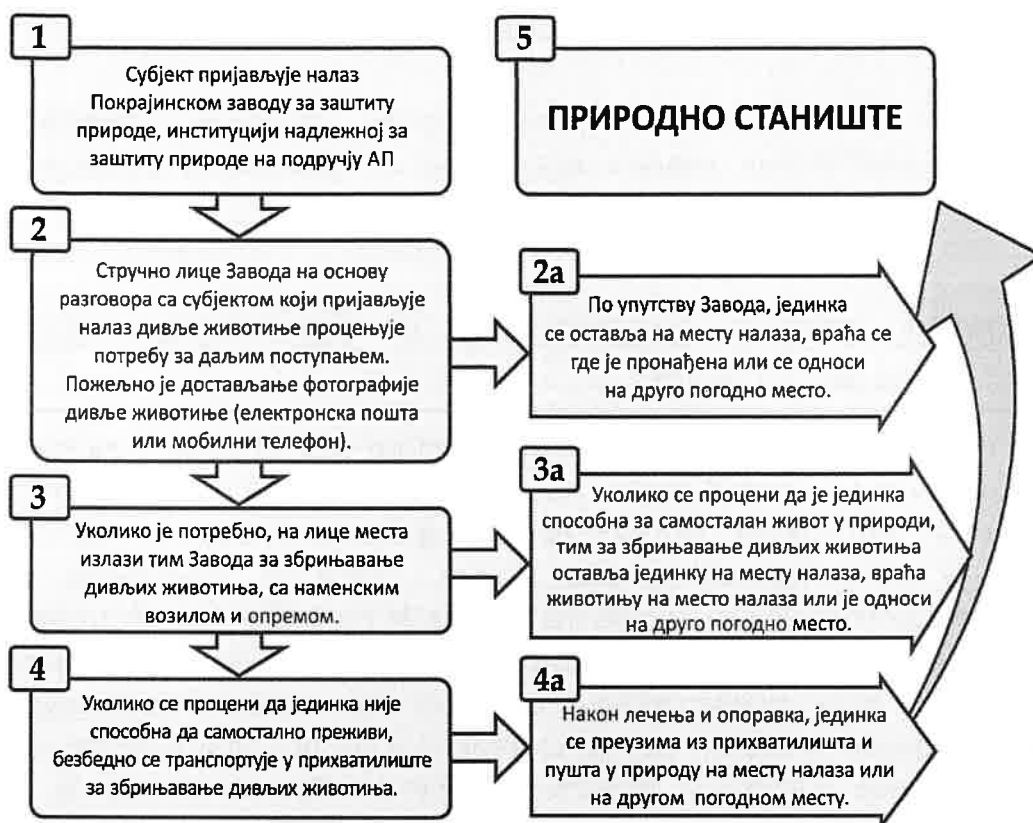 1
Субјект пријављује налаз
Покрајинском заводу за заштиту
природе, институцији надлежној за
заштиту природе на подручју АП
5
ПРИРОДНО СТАНИШТЕ
2
Стручно лице Завода на основу
разговора са субјектом који пријављује
налаз дивље животиње процењује
потребу за даљим поступањем.
Пожељно је достављање фотографије
дивље животиње (електронска пошта
или мобилни телефон).
2а
По упутству Завода, јединка
се оставља на месту налаза, враћа се
где је пронађена или се односи
на друго погодно место.
3
Уколико је потребно, на лице места
излази тим Завода за збрињавање
дивљих животиња, са наменским
возилом и опремом.
3а
Уколико се процени да је јединка
способна за самосталан живот у природи,
тим за збрињавање дивљих животиња
оставља јединку на месту налаза, враћа
животињу на место налаза или је односи
на друго погодно место.
4
Уколико се процени да јединка није
способна да самостално преживи,
безбедно се транспортује у прихватилиште
за збрињавање дивљих животиња.
4а
Након лечења и опоравка, јединка
се преузима из прихватилишта и
пушта у природу на месту налаза или
на другом погодном месту.